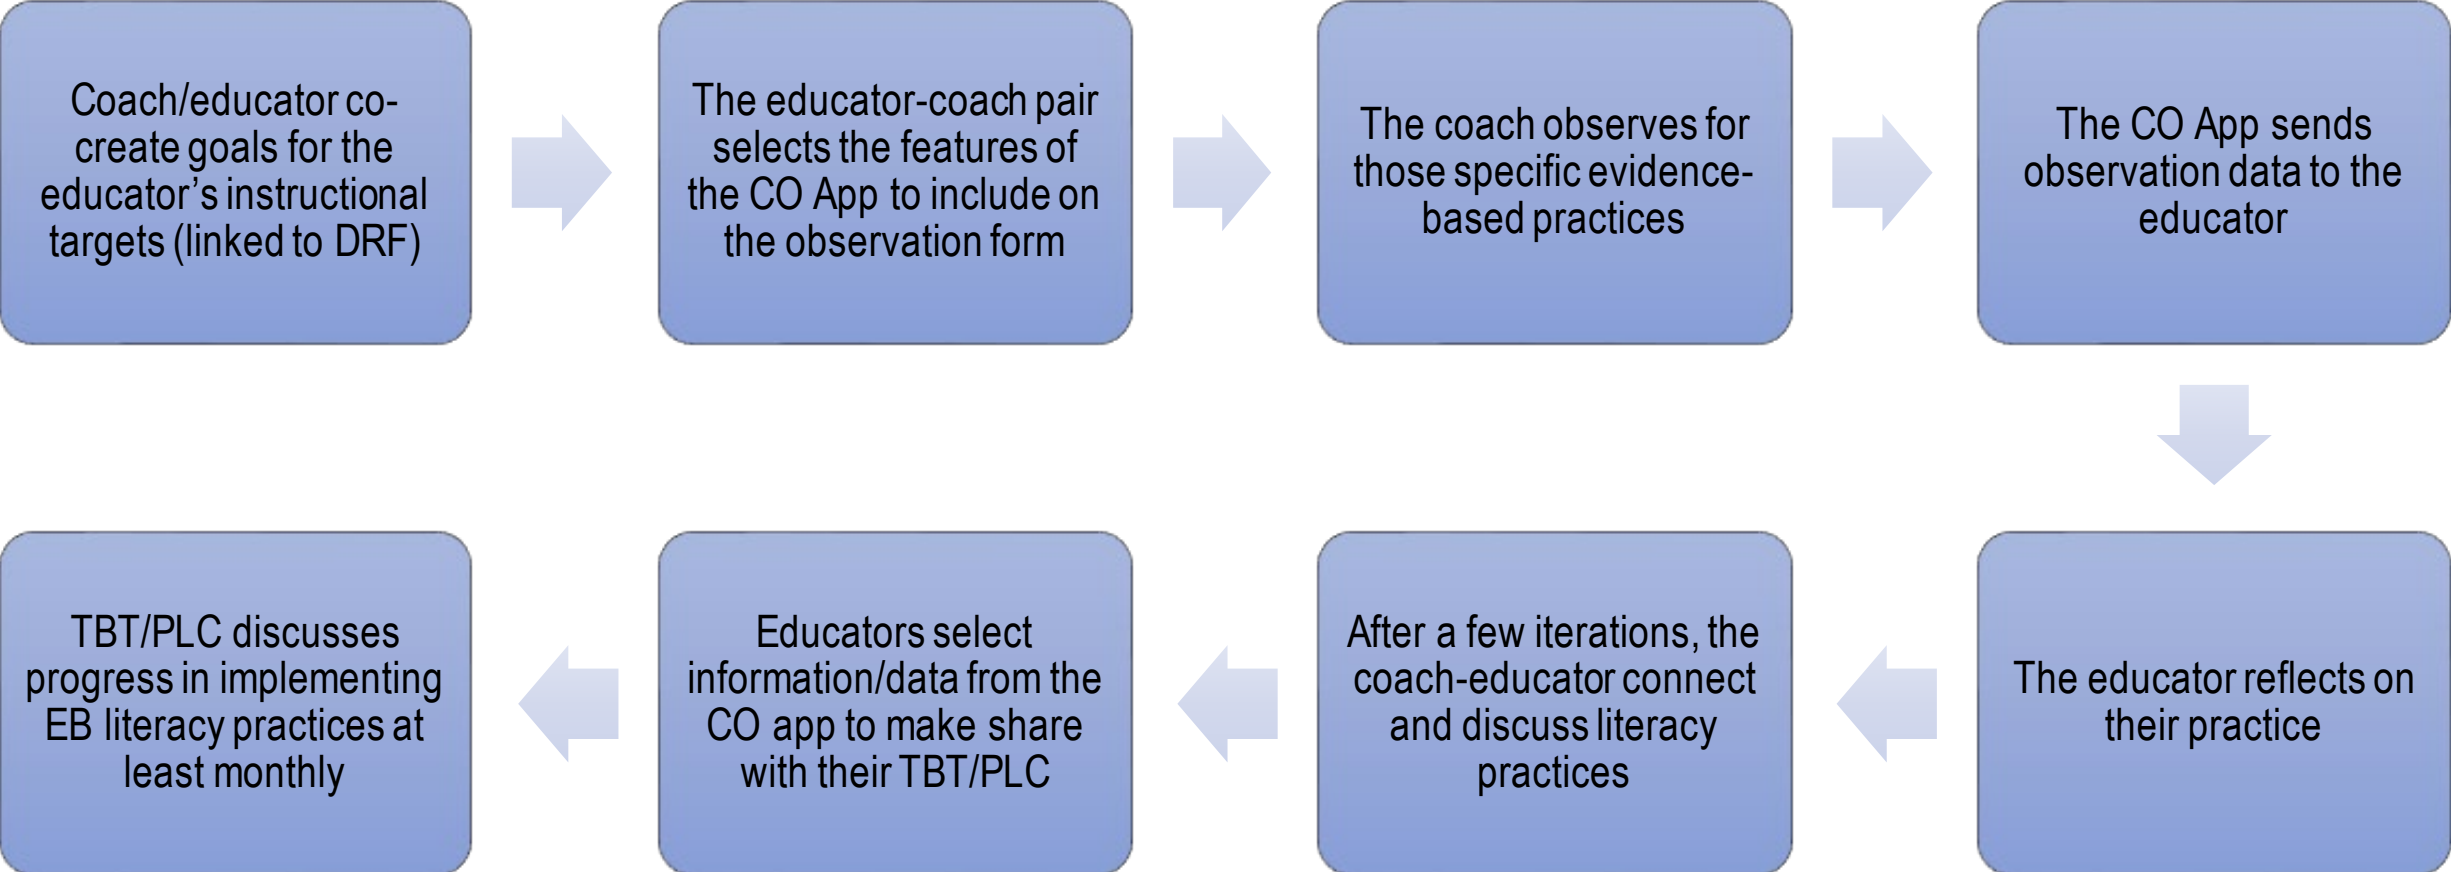 Coach/educator co-
create goals for the
educator’s instructional
targets (linked to DRF)
The educator-coach pair
selects the features of
the CO App to include on
the observation form
The coach observes for
those specific evidence-
based practices
The CO App sends
observation data to the
educator
The educator reflects on
their practice
After a few iterations, the
coach-educator connect
and discuss literacy
practices
Educators select
information/data from the
CO app to make share
with their TBT/PLC
TBT/PLC discusses
progress in implementing
EB literacy practices at
least monthly